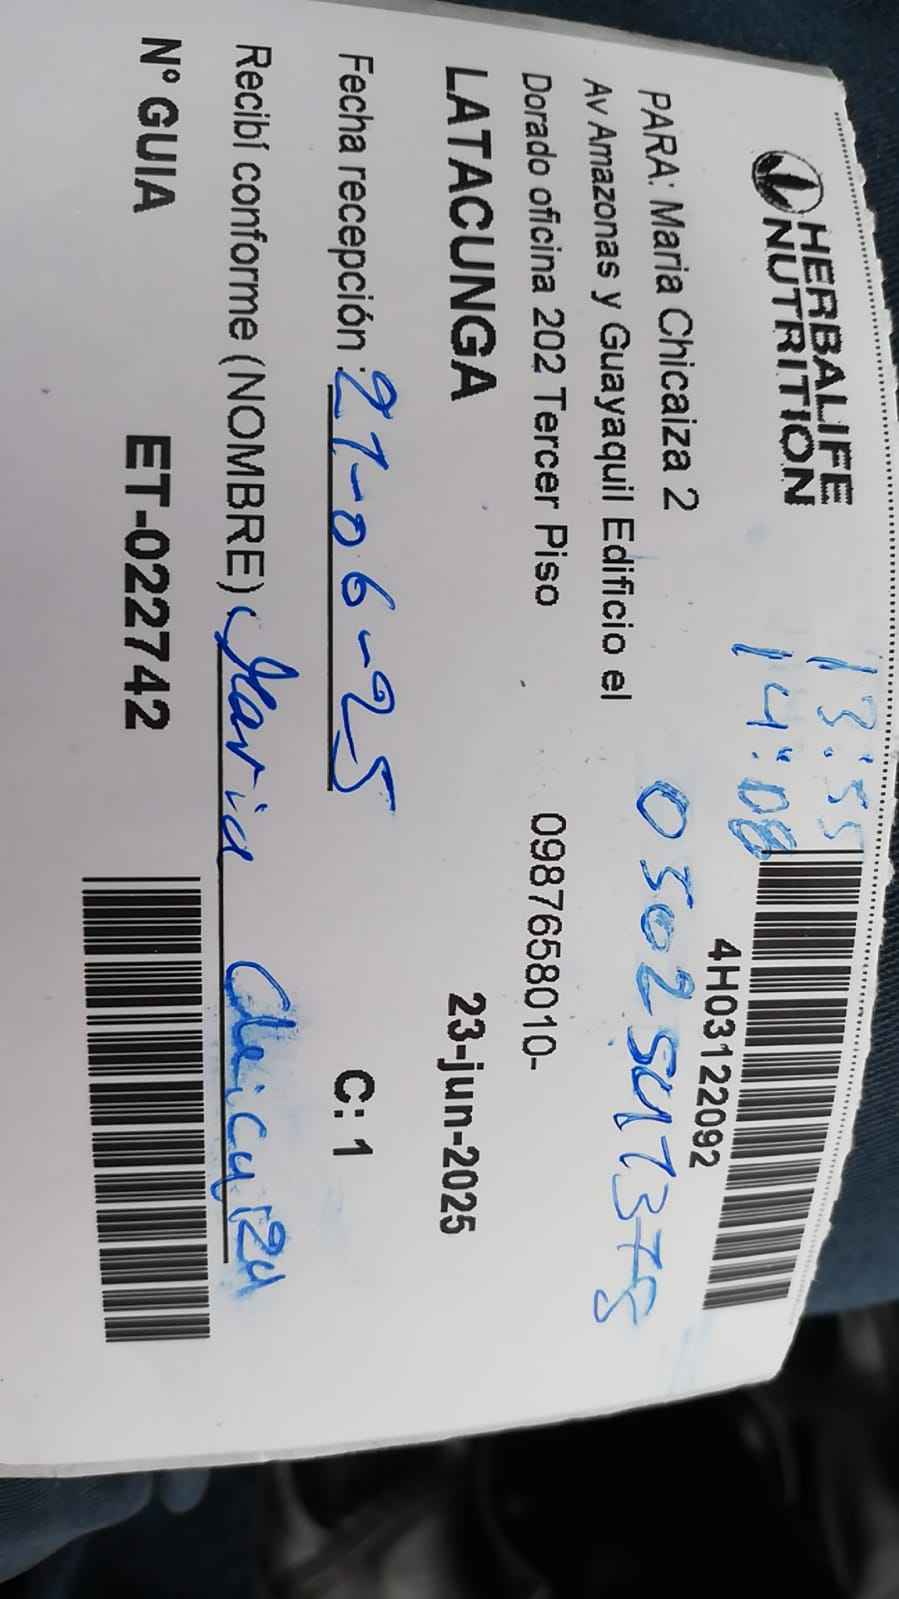 HERBALIFE
NUTRITION
13:55
14:08
4H03122092
PARA: Maria Chicaiza 2
0502547378
Av Amazonas y Guayaquil Edificio el
Dorado oficina 202 Tercer Piso
0987658010-
LATACUNGA
23-jun-2025
Fecha recepción : 27-06-25
C: 1
Recibí conforme (NOMBRE) Maria Chicaiza
N° GUIA
ET-022742